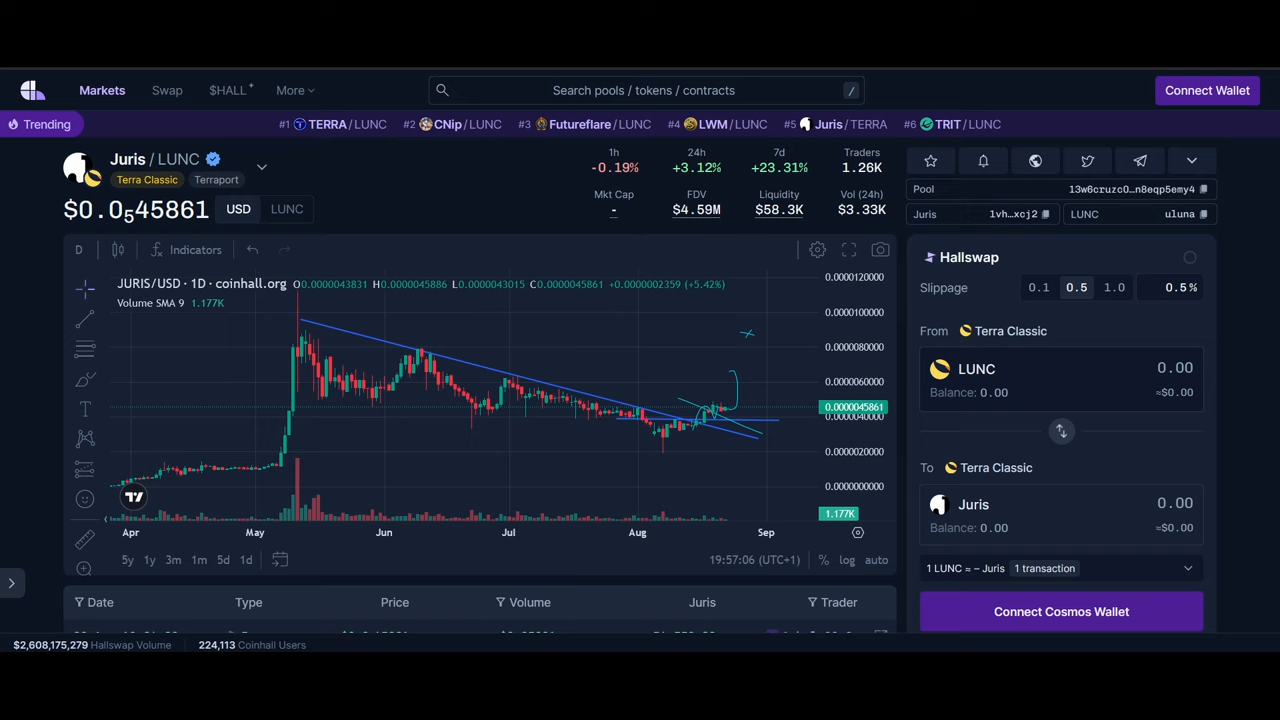 Markets Swap $HALL More Search pools / tokens / contracts / Connect Wallet
Trending #1 TERRA/LUNC #2 CNip/LUNC #3 Futureflare/LUNC #4 LWM/LUNC #5 Juris/TERRA #6 TRIT/LUNC
Juris / LUNC
Terra Classic Terraport
$0.0₅45861 USD LUNC
1h 24h 7d Traders
-0.19% +3.12% +23.31% 1.26K
Mkt Cap FDV Liquidity Vol (24h)
- $4.59M $58.3K $3.33K
Pool 13w6cruzc0...n8eqp5emy4
Juris lvh...xcj2 LUNC uluna
D Indicators
JURIS/USD · 1D · coinhall.org O0.0000043831 H0.0000045886 L0.0000043015 C0.0000045861 +0.0000002359 (+5.42%)
Volume SMA 9 1.177K
0.0000120000
0.0000100000
0.0000080000
0.0000060000
0.0000045861
0.0000040000
0.0000020000
0.0000000000
1.177K
Apr May Jun Jul Aug Sep
5y 1y 3m 1m 5d 1d 19:57:06 (UTC+1) % log auto
Hallswap
Slippage 0.1 0.5 1.0 0.5%
From Terra Classic
LUNC 0.00
Balance: 0.00 ≈$0.00
To Terra Classic
Juris 0.00
Balance: 0.00 ≈$0.00
1 LUNC ≈ – Juris 1 transaction
Connect Cosmos Wallet
Date Type Price Volume Juris Trader
$2,608,175,279 Hallswap Volume 224,113 Coinhall Users